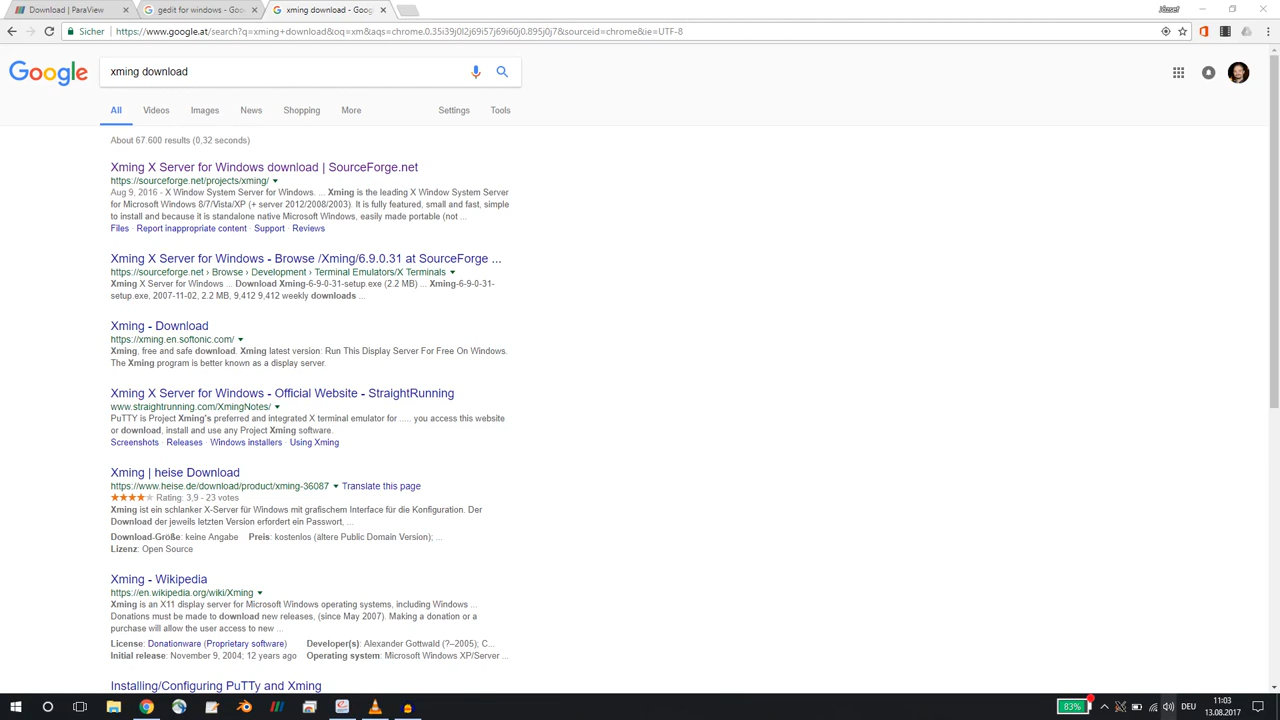 Download | ParaView
gedit for windows - Goo
xming download - Goog
József
Sicher
https://www.google.at/search?q=xming+download&oq=xm&aqs=chrome.0.35i39j0l2j69i57j69i60j0.895j0j7&sourceid=chrome&ie=UTF-8
Google
xming download
All
Videos
Images
News
Shopping
More
Settings
Tools
About 67.600 results (0,32 seconds)
Xming X Server for Windows download | SourceForge.net
https://sourceforge.net/projects/xming/
Aug 9, 2016 - X Window System Server for Windows. ... Xming is the leading X Window System Server
for Microsoft Windows 8/7/Vista/XP (+ server 2012/2008/2003). It is fully featured, small and fast, simple
to install and because it is standalone native Microsoft Windows, easily made portable (not ...
Files · Report inappropriate content · Support · Reviews
Xming X Server for Windows - Browse /Xming/6.9.0.31 at SourceForge ...
https://sourceforge.net › Browse › Development › Terminal Emulators/X Terminals
Xming X Server for Windows ... Download Xming-6-9-0-31-setup.exe (2.2 MB) ... Xming-6-9-0-31-
setup.exe, 2007-11-02, 2.2 MB, 9,412 9,412 weekly downloads ...
Xming - Download
https://xming.en.softonic.com/
Xming, free and safe download. Xming latest version: Run This Display Server For Free On Windows.
The Xming program is better known as a display server.
Xming X Server for Windows - Official Website - StraightRunning
www.straightrunning.com/XmingNotes/
PuTTY is Project Xming's preferred and integrated X terminal emulator for ..... you access this website
or download, install and use any Project Xming software.
Screenshots · Releases · Windows installers · Using Xming
Xming | heise Download
https://www.heise.de/download/product/xming-36087 Translate this page
Rating: 3,9 - 23 votes
Xming ist ein schlanker X-Server für Windows mit grafischem Interface für die Konfiguration. Der
Download der jeweils letzten Version erfordert ein Passwort, ...
Download-Größe: keine Angabe Preis: kostenlos (ältere Public Domain Version); ...
Lizenz: Open Source
Xming - Wikipedia
https://en.wikipedia.org/wiki/Xming
Xming is an X11 display server for Microsoft Windows operating systems, including Windows ...
Donations must be made to download new releases, (since May 2007). Making a donation or a
purchase will allow the user access to new ...
License: Donationware (Proprietary software) Developer(s): Alexander Gottwald (?–2005); C...
Initial release: November 9, 2004; 12 years ago Operating system: Microsoft Windows XP/Server ...
Installing/Configuring PuTTy and Xming
83%
DEU
11:03
13.08.2017